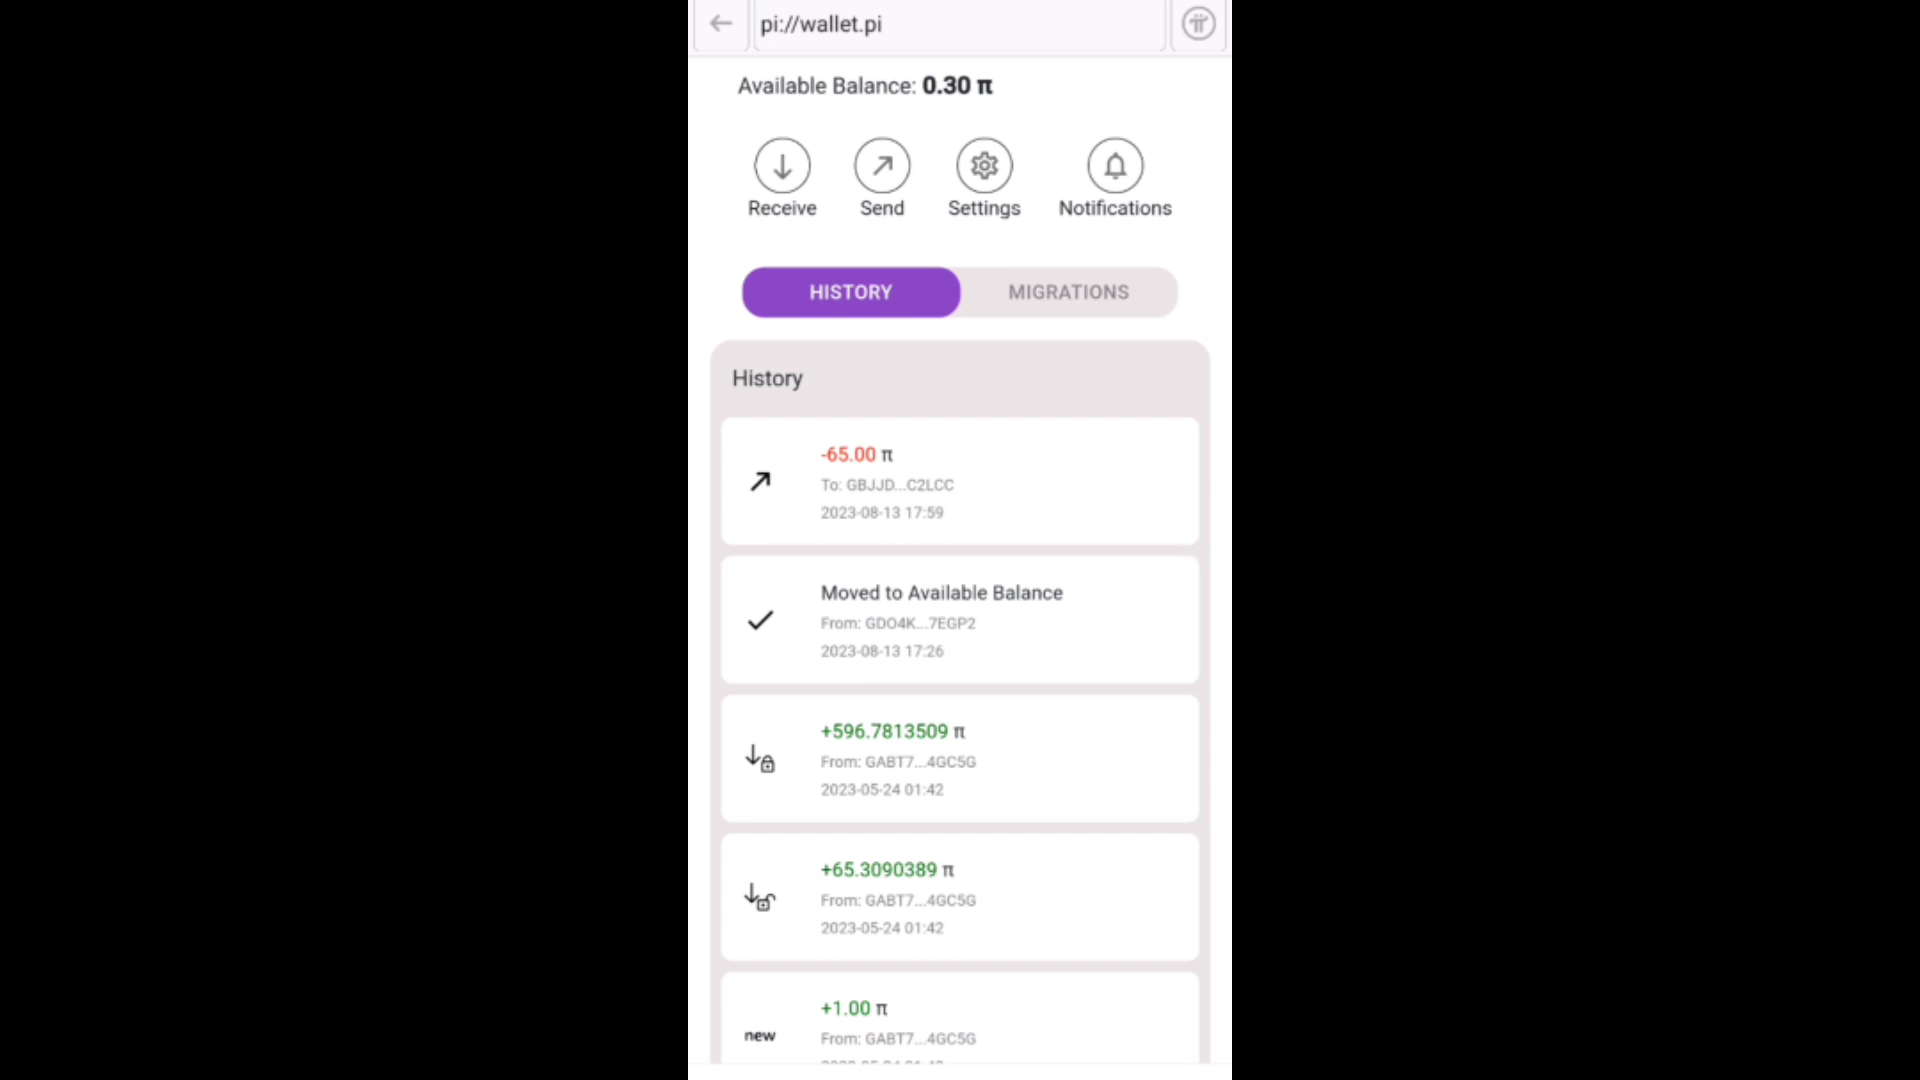 pi://wallet.pi
Available Balance: 0.30 π
Receive Send Settings Notifications
HISTORY MIGRATIONS
History
-65.00 π
To: GBJJD...C2LCC
2023-08-13 17:59
Moved to Available Balance
From: GDO4K...7EGP2
2023-08-13 17:26
+596.7813509 π
From: GABT7...4GC5G
2023-05-24 01:42
+65.3090389 π
From: GABT7...4GC5G
2023-05-24 01:42
+1.00 π
new
From: GABT7...4GC5G